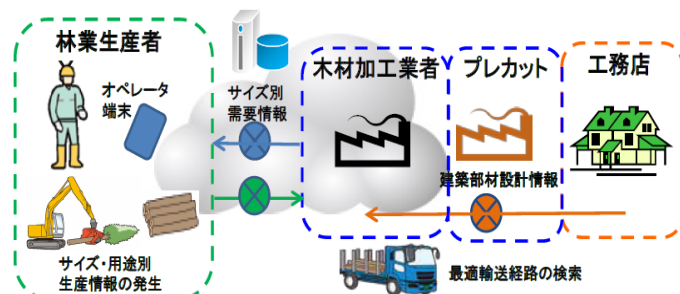 林業生産者
オペレータ
端末
サイズ別
需要情報
木材加工業者
プレカット
工務店
建築部材設計情報
サイズ・用途別
生産情報の発生
最適輸送経路の検索